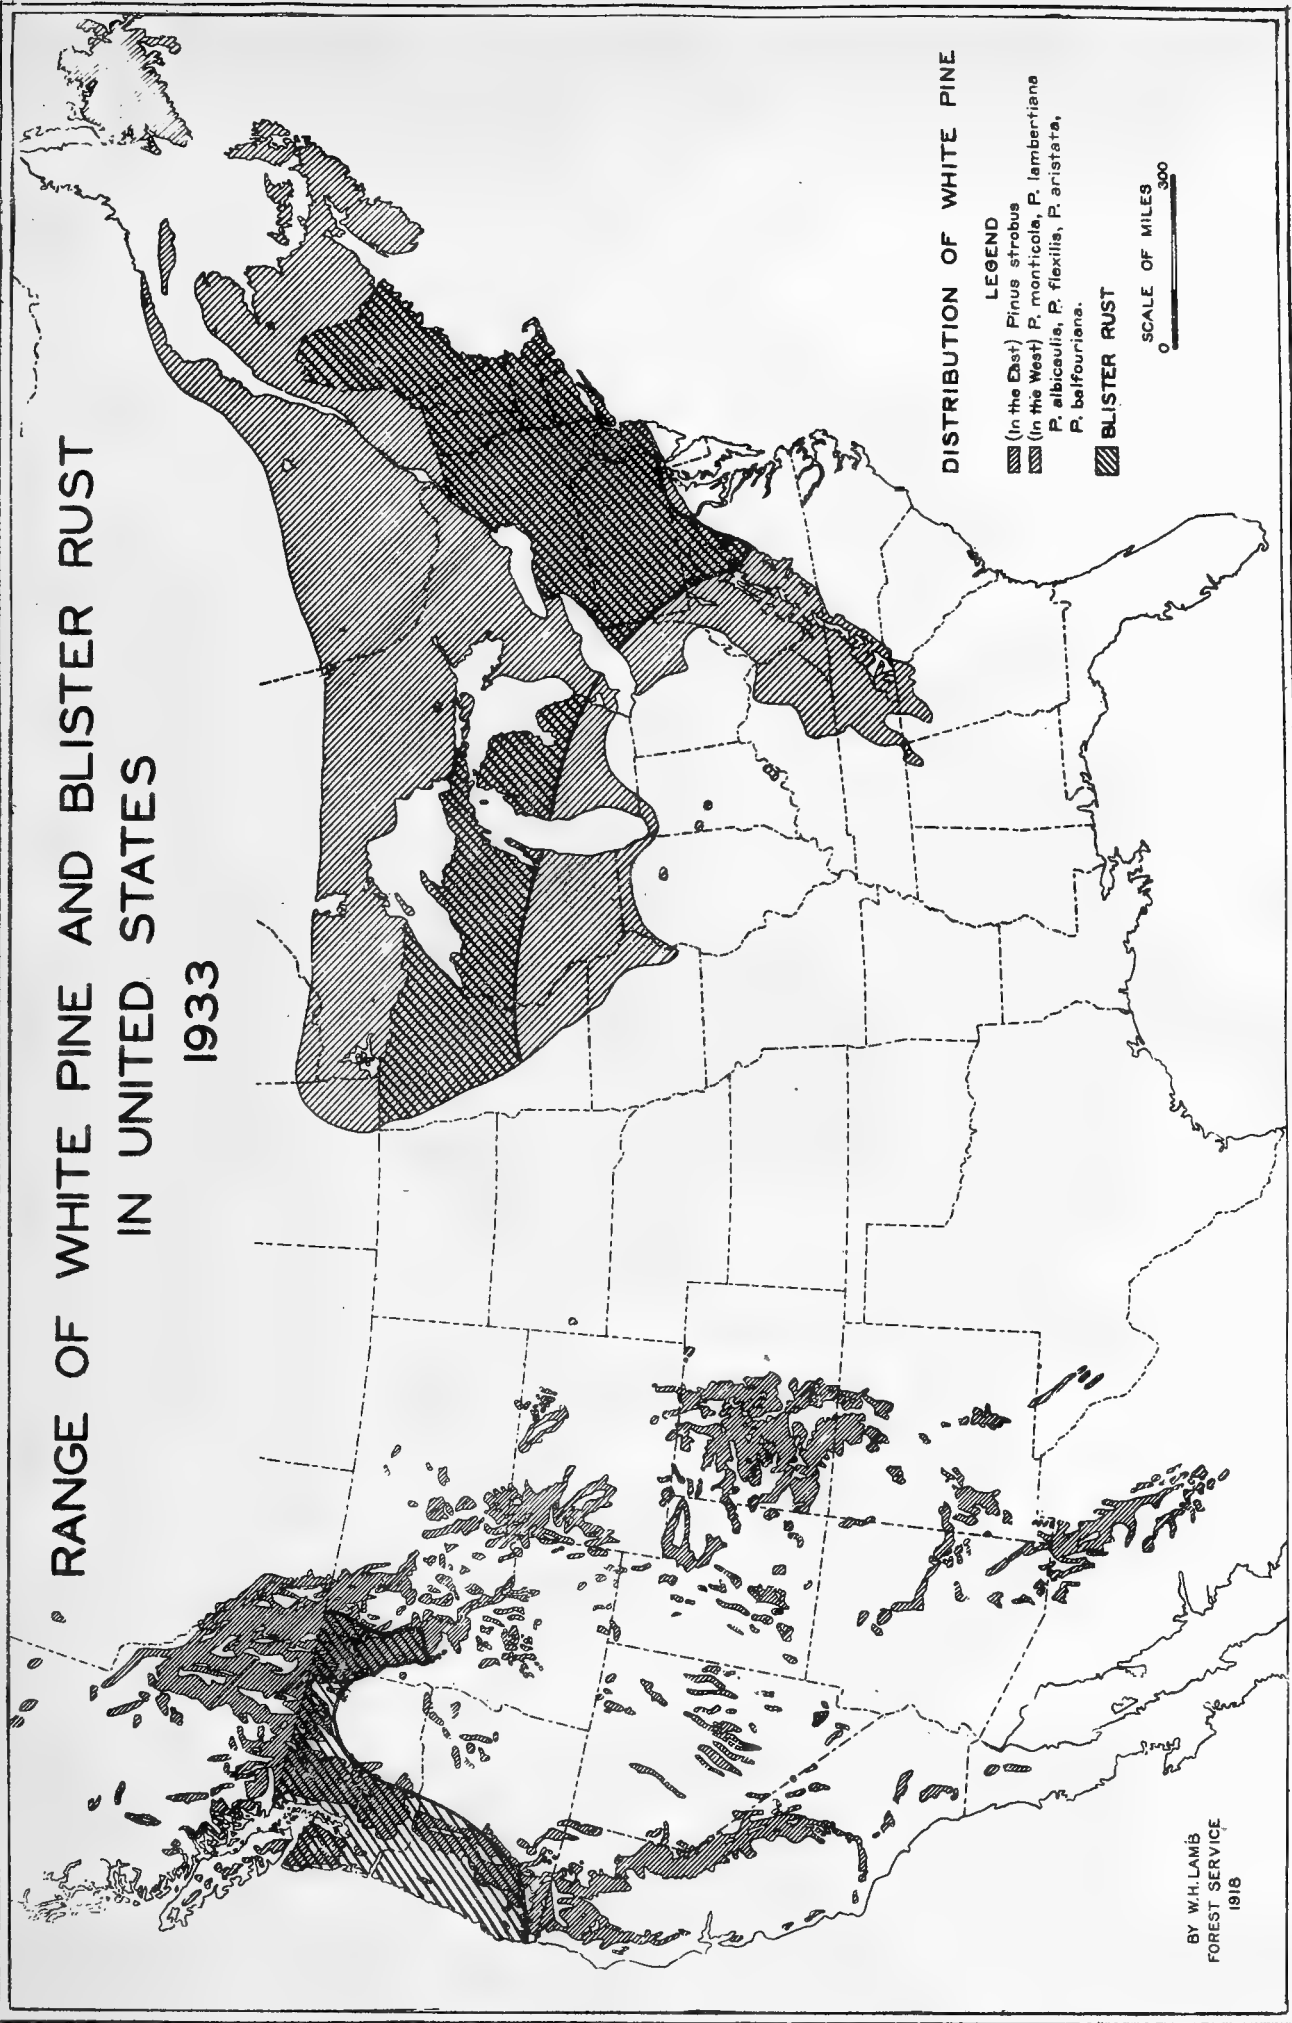 RANGE OF WHITE PINE AND BLISTER RUST
IN UNITED STATES
1933
DISTRIBUTION OF WHITE PINE
LEGEND
(In the East) Pinus strobus
(In the West) P. monticola, P. lambertiana
P. albicaulis, P. flexilis, P. aristata,
P. balfouriana.
BLISTER RUST
SCALE OF MILES
0 300
BY W.H. LAMB
FOREST SERVICE
1918